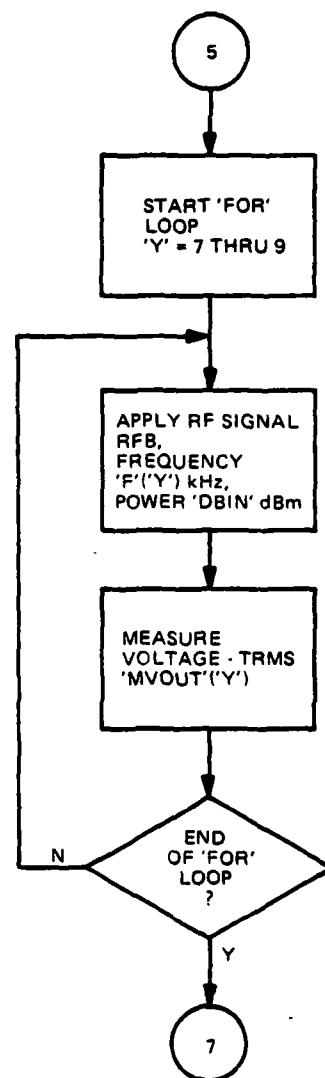 5
START 'FOR'
LOOP
'Y' = 7 THRU 9
APPLY RF SIGNAL
RFB,
FREQUENCY
'F'('Y') kHz,
POWER 'DBIN' dBm
MEASURE
VOLTAGE - TRMS
'MVOUT'('Y')
END
OF 'FOR'
LOOP
?
N
Y
7